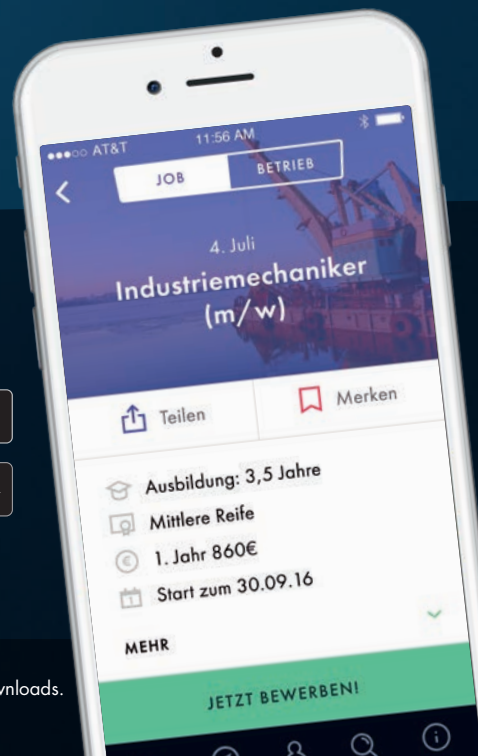 AT&T 11:56 AM
JOB BETRIEB
4. Juli
Industriemechaniker
(m/w)
Teilen Merken
Ausbildung: 3,5 Jahre
Mittlere Reife
1. Jahr 860€
Start zum 30.09.16
MEHR
JETZT BEWERBEN!